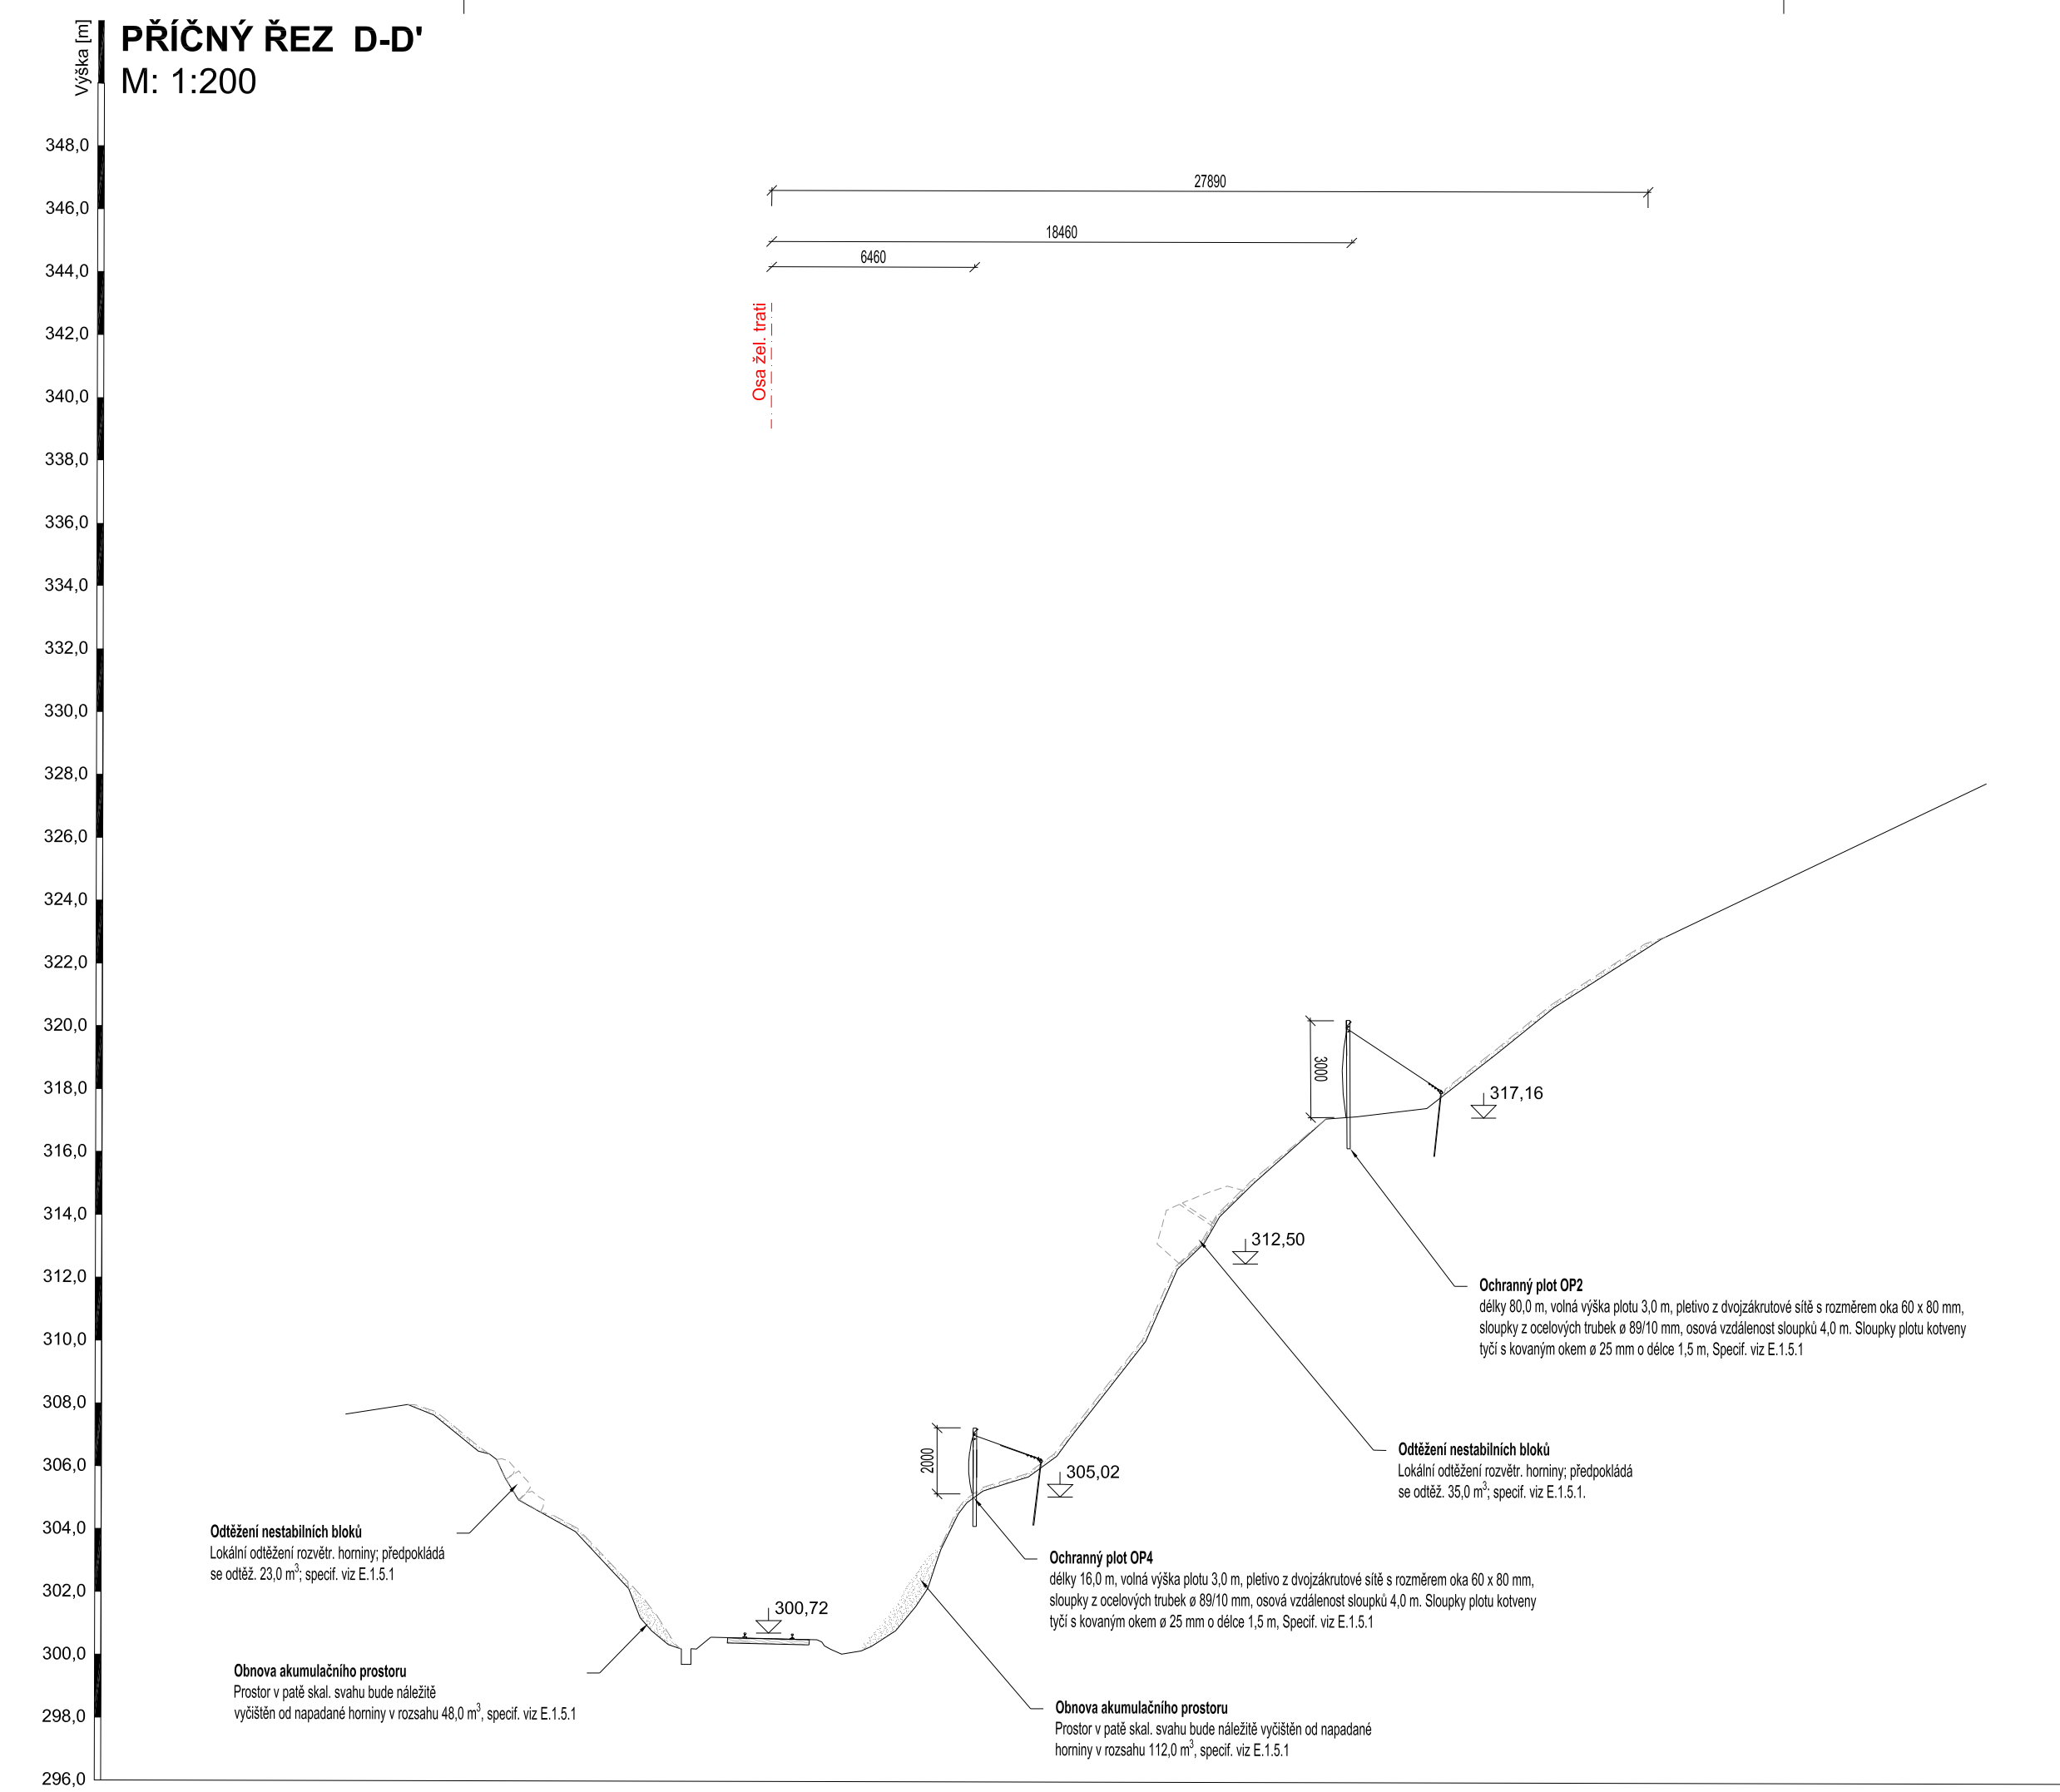 Výška [m]
PŘÍČNÝ ŘEZ D-D'
M: 1:200
348,0
346,0
344,0
342,0
340,0
338,0
336,0
334,0
332,0
330,0
328,0
326,0
324,0
322,0
320,0
318,0
316,0
314,0
312,0
310,0
308,0
306,0
304,0
302,0
300,0
298,0
296,0
27890
18460
6460
Osa žel. trati
3000
317,16
312,50
Ochranný plot OP2
délky 80,0 m, volná výška plotu 3,0 m, pletivo z dvojzákrutové sítě s rozměrem oka 60 x 80 mm,
sloupky z ocelových trubek ø 89/10 mm, osová vzdálenost sloupků 4,0 m. Sloupky plotu kotveny
tyčí s kovaným okem ø 25 mm o délce 1,5 m, Specif. viz E.1.5.1
Odtěžení nestabilních bloků
Lokální odtěžení rozvětr. horniny; předpokládá
se odtěž. 35,0 m³; specif. viz E.1.5.1.
2000
305,02
Odtěžení nestabilních bloků
Lokální odtěžení rozvětr. horniny; předpokládá
se odtěž. 23,0 m³; specif. viz E.1.5.1
Ochranný plot OP4
délky 16,0 m, volná výška plotu 3,0 m, pletivo z dvojzákrutové sítě s rozměrem oka 60 x 80 mm,
sloupky z ocelových trubek ø 89/10 mm, osová vzdálenost sloupků 4,0 m. Sloupky plotu kotveny
tyčí s kovaným okem ø 25 mm o délce 1,5 m, Specif. viz E.1.5.1
300,72
Obnova akumulačního prostoru
Prostor v patě skal. svahu bude náležitě
vyčištěn od napadané horniny v rozsahu 48,0 m³, specif. viz E.1.5.1
Obnova akumulačního prostoru
Prostor v patě skal. svahu bude náležitě vyčištěn od napadané
horniny v rozsahu 112,0 m³, specif. viz E.1.5.1